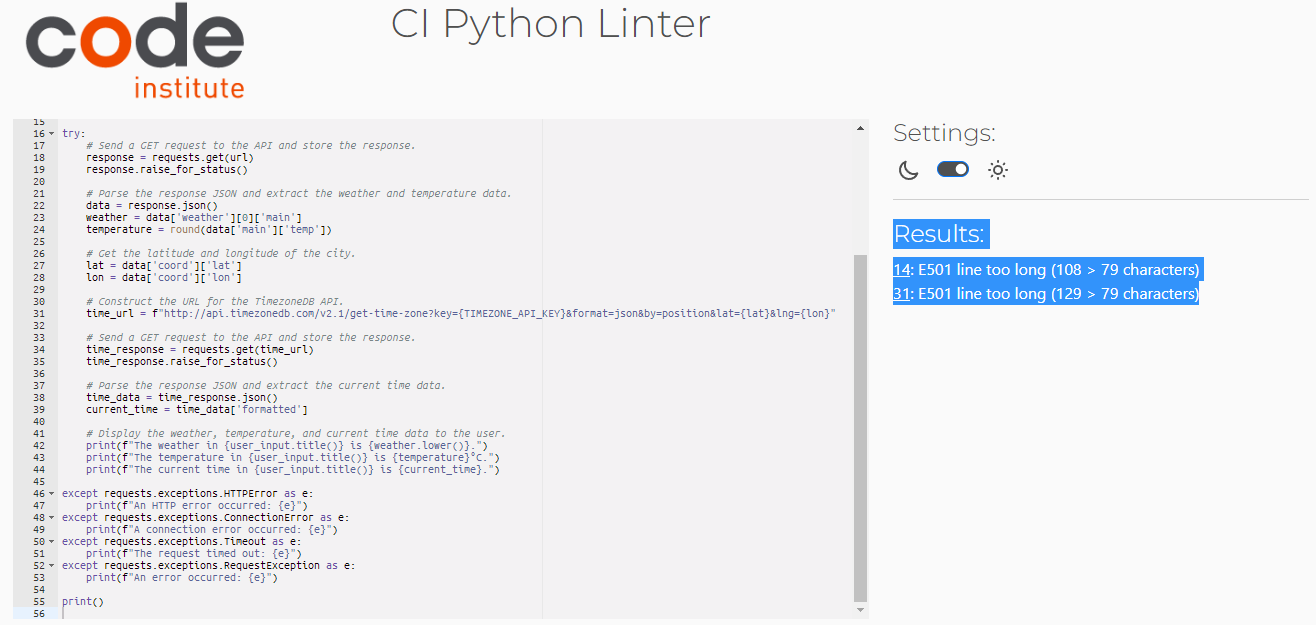 code
institute
CI Python Linter
15
16 try:
17 # Send a GET request to the API and store the response.
18 response = requests.get(url)
19 response.raise_for_status()
20
21 # Parse the response JSON and extract the weather and temperature data.
22 data = response.json()
23 weather = data['weather'][0]['main']
24 temperature = round(data['main']['temp'])
25
26 # Get the latitude and longitude of the city.
27 lat = data['coord']['lat']
28 lon = data['coord']['lon']
29
30 # Construct the URL for the TimezoneDB API.
31 time_url = f"http://api.timezonedb.com/v2.1/get-time-zone?key={TIMEZONE_API_KEY}&format=json&by=position&lat={lat}&lng={lon}"
32
33 # Send a GET request to the API and store the response.
34 time_response = requests.get(time_url)
35 time_response.raise_for_status()
36
37 # Parse the response JSON and extract the current time data.
38 time_data = time_response.json()
39 current_time = time_data['formatted']
40
41 # Display the weather, temperature, and current time data to the user.
42 print(f"The weather in {user_input.title()} is {weather.lower()}.")
43 print(f"The temperature in {user_input.title()} is {temperature}°C.")
44 print(f"The current time in {user_input.title()} is {current_time}.")
45
46 except requests.exceptions.HTTPError as e:
47 print(f"An HTTP error occurred: {e}")
48 except requests.exceptions.ConnectionError as e:
49 print(f"A connection error occurred: {e}")
50 except requests.exceptions.Timeout as e:
51 print(f"The request timed out: {e}")
52 except requests.exceptions.RequestException as e:
53 print(f"An error occurred: {e}")
54
55 print()
56
Settings:
Results:
14: E501 line too long (108 > 79 characters)
31: E501 line too long (129 > 79 characters)